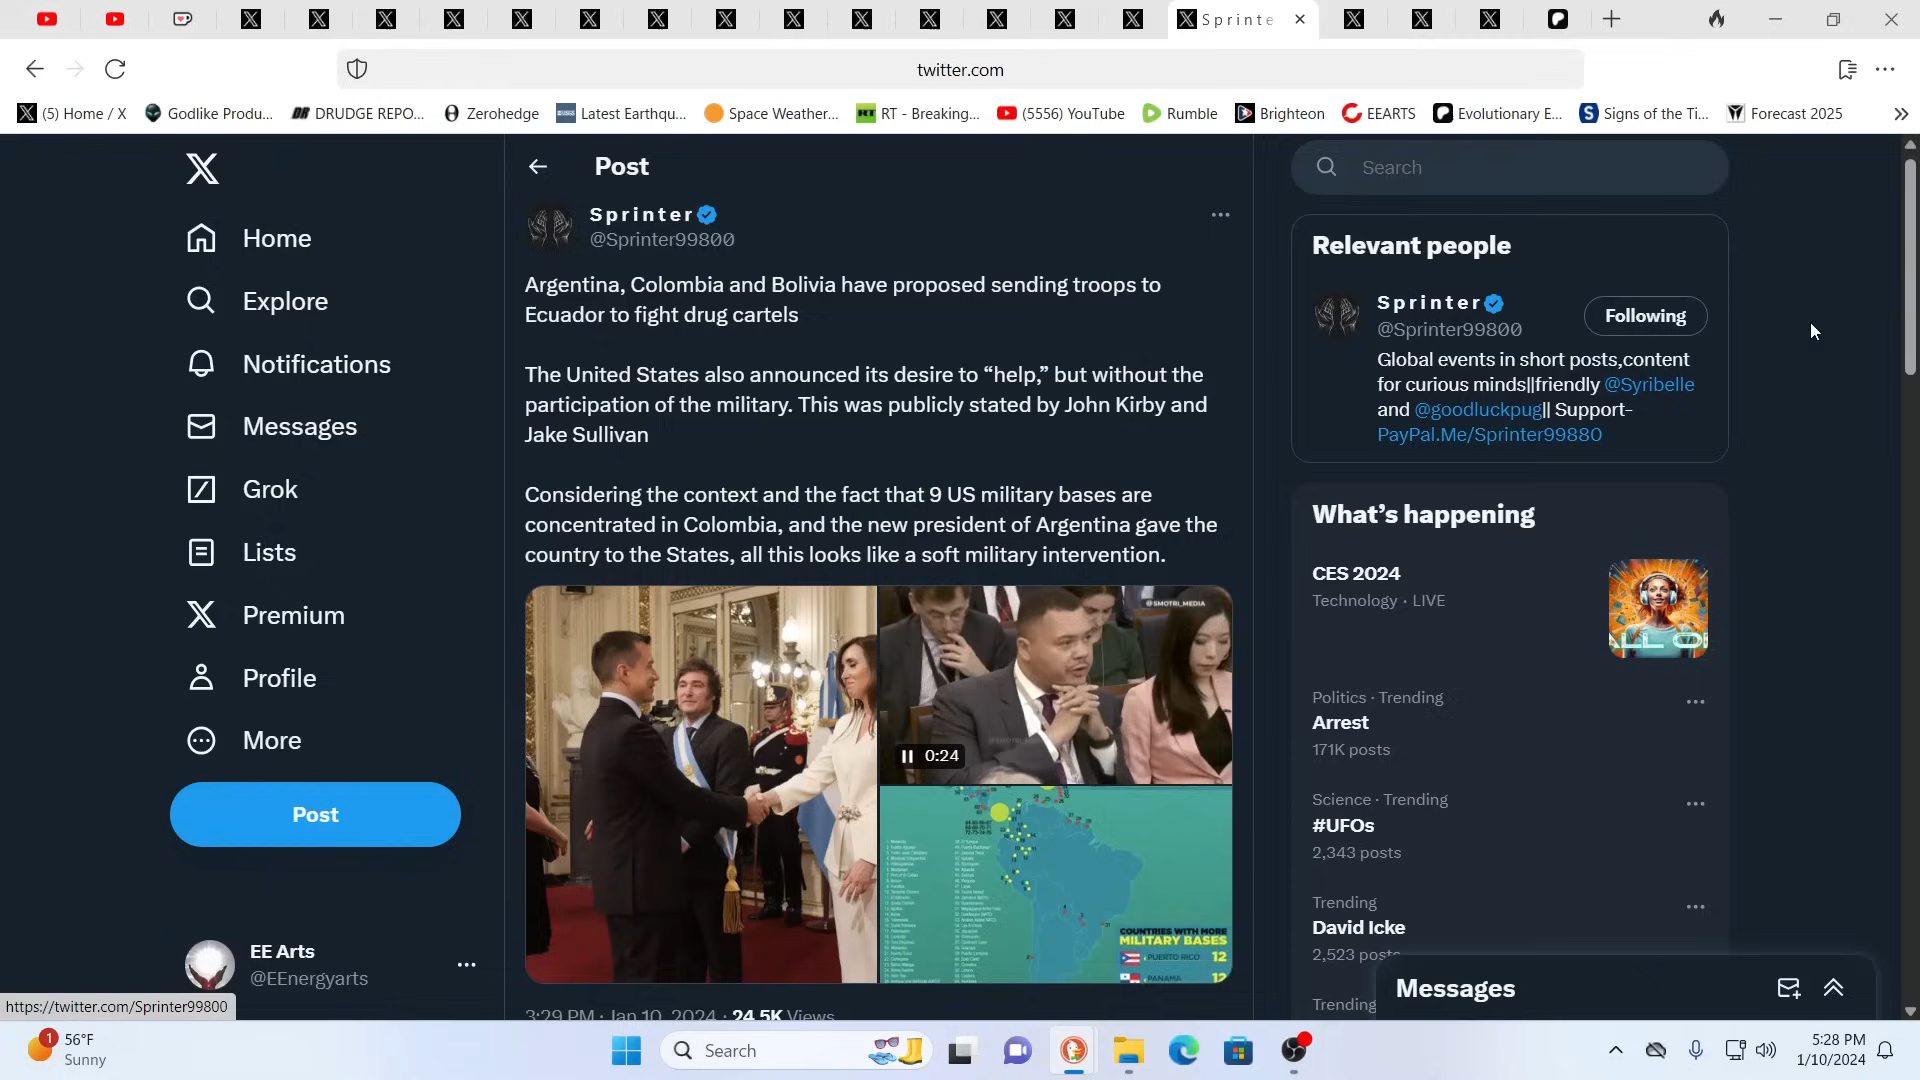 Sprinte
twitter.com
(5) Home / X
Godlike Produ...
DRUDGE REPO...
Zerohedge
Latest Earthqu...
Space Weather...
RT - Breaking...
(5556) YouTube
Rumble
Brighteon
EEARTS
Evolutionary E...
Signs of the Ti...
Forecast 2025
Home
Explore
Notifications
Messages
Grok
Lists
Premium
Profile
More
Post
EE Arts
@EEnergyarts
https://twitter.com/Sprinter99800
Post
Sprinter
@Sprinter99800
Argentina, Colombia and Bolivia have proposed sending troops to
Ecuador to fight drug cartels
The United States also announced its desire to “help,” but without the
participation of the military. This was publicly stated by John Kirby and
Jake Sullivan
Considering the context and the fact that 9 US military bases are
concentrated in Colombia, and the new president of Argentina gave the
country to the States, all this looks like a soft military intervention.
@SMOTRI_MEDIA
0:24
COUNTRIES WITH MORE
MILITARY BASES
PUERTO RICO 12
PANAMA 12
3:29 PM · Jan 10, 2024 · 24.5K Views
Search
Relevant people
Sprinter
@Sprinter99800
Following
Global events in short posts,content
for curious minds||friendly @Syribelle
and @goodluckpug|| Support-
PayPal.Me/Sprinter99880
What’s happening
CES 2024
Technology · LIVE
Politics · Trending
Arrest
171K posts
Science · Trending
#UFOs
2,343 posts
Trending
David Icke
2,523 posts
Trending
Messages
1
56°F
Sunny
Search
5:28 PM
1/10/2024